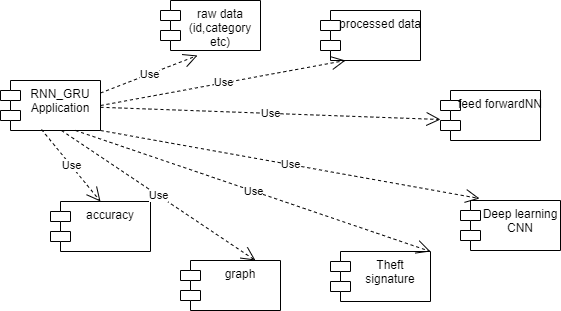 raw data
(id,category
etc)
processed data
Use
Use
RNN_GRU
Application
feed forwardNN
Use
Use
Use
Use
Use
accuracy
Deep learning
CNN
graph
Theft
signature